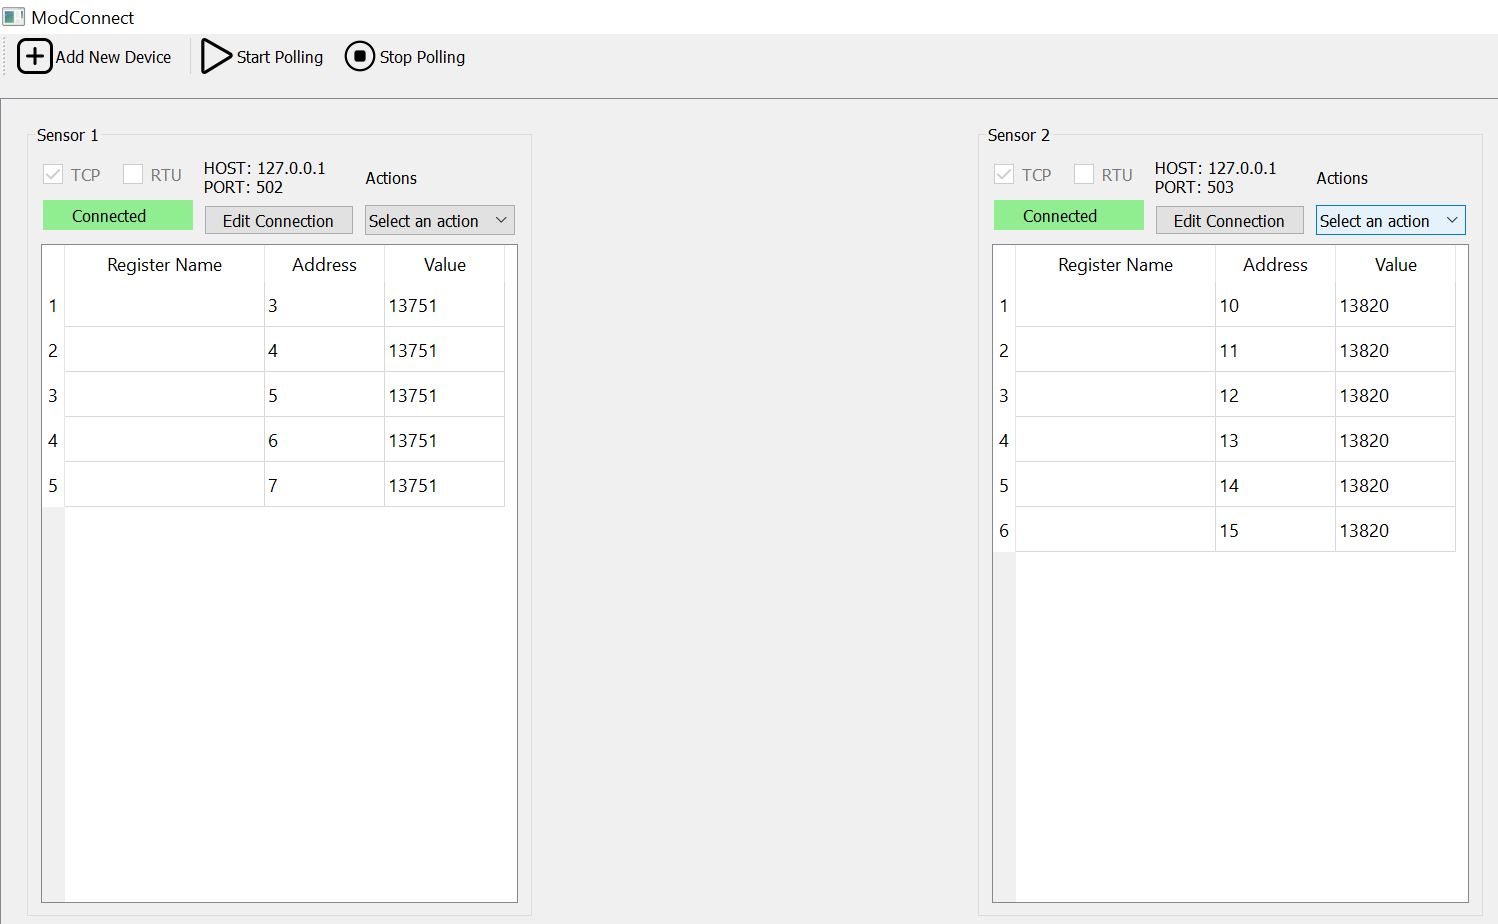 ModConnect
Add New Device Start Polling Stop Polling
Sensor 1
TCP RTU HOST: 127.0.0.1
PORT: 502
Actions
Connected Edit Connection Select an action
Register Name Address Value
1 3 13751
2 4 13751
3 5 13751
4 6 13751
5 7 13751
Sensor 2
TCP RTU HOST: 127.0.0.1
PORT: 503
Actions
Connected Edit Connection Select an action
Register Name Address Value
1 10 13820
2 11 13820
3 12 13820
4 13 13820
5 14 13820
6 15 13820